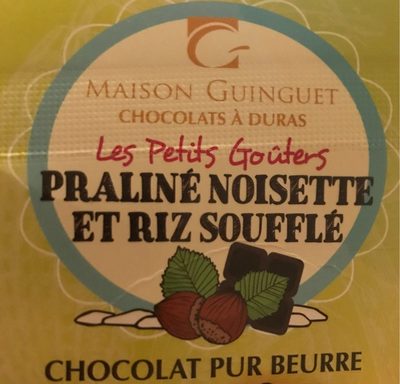 MAISON GUINGUET
CHOCOLATS À DURAS
Les Petits Goûters
PRALINÉ NOISETTE
ET RIZ SOUFFLÉ
CHOCOLAT PUR BEURRE